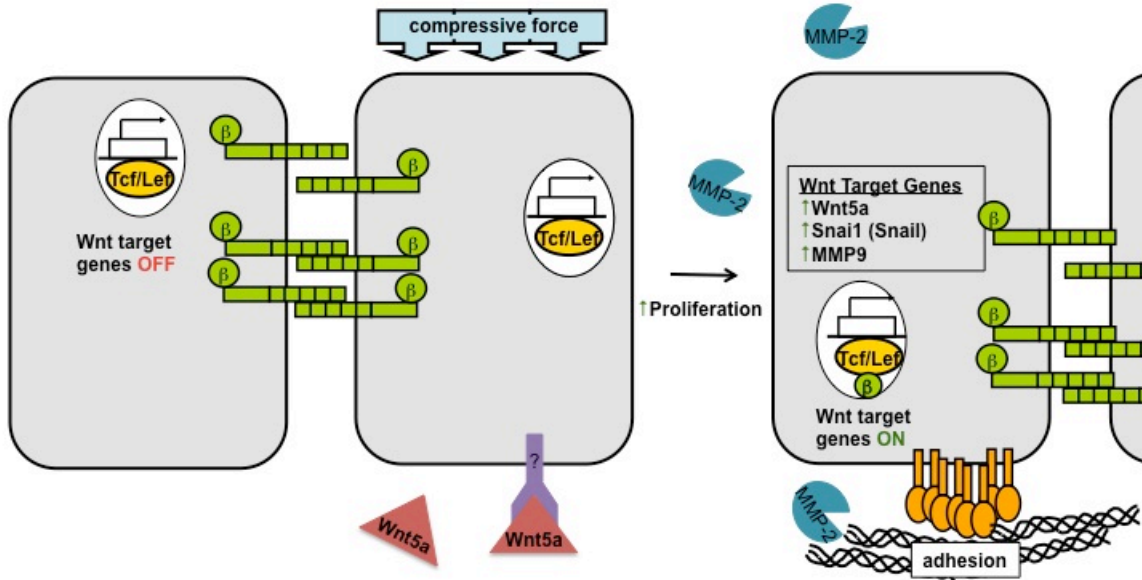 compressive force
β
β
β
β
β
β
Tcf/Lef
Wnt target
genes OFF
Tcf/Lef
?
Wnt5a
Wnt5a
MMP-2
↑Proliferation
MMP-2
Wnt Target Genes
↑Wnt5a
↑Snai1 (Snail)
↑MMP9
β
β
β
Tcf/Lef
β
Wnt target
genes ON
MMP-2
adhesion